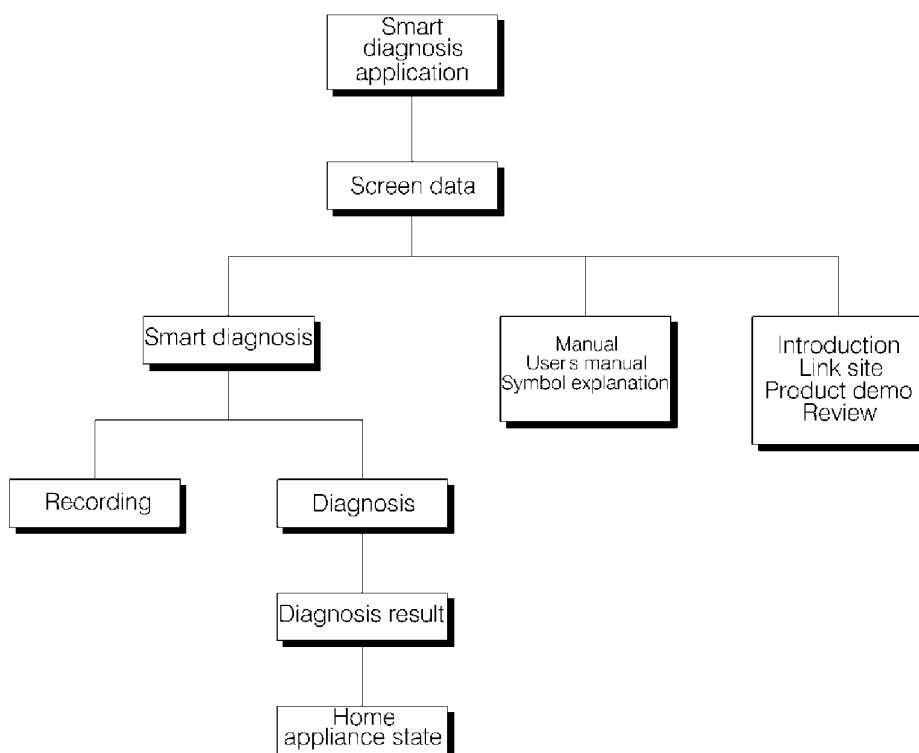 Smart
diagnosis
application
Screen data
Smart diagnosis
Manual
User's manual
Symbol explanation
Introduction
Link site
Product demo
Review
Recording
Diagnosis
Diagnosis result
Home
appliance state